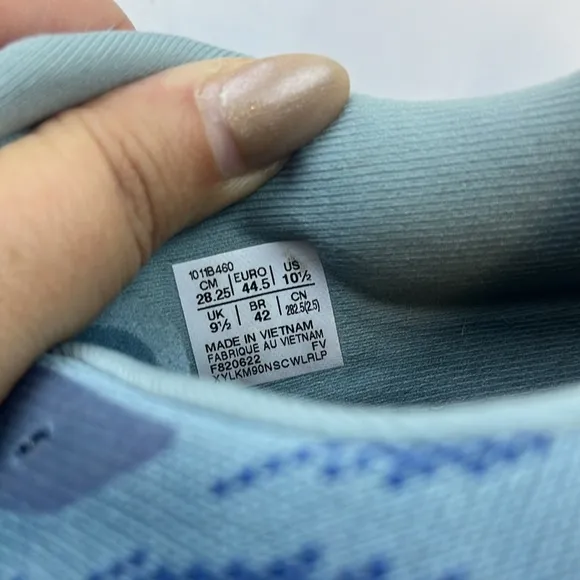 1011B460
CM | EURO | US
28.25 | 44.5 | 10½
UK | BR | CN
9½ | 42 | 282.5(2.5)
MADE IN VIETNAM
FABRIQUE AU VIETNAM
F820622 FV
XYLKM90NSCWLRLP